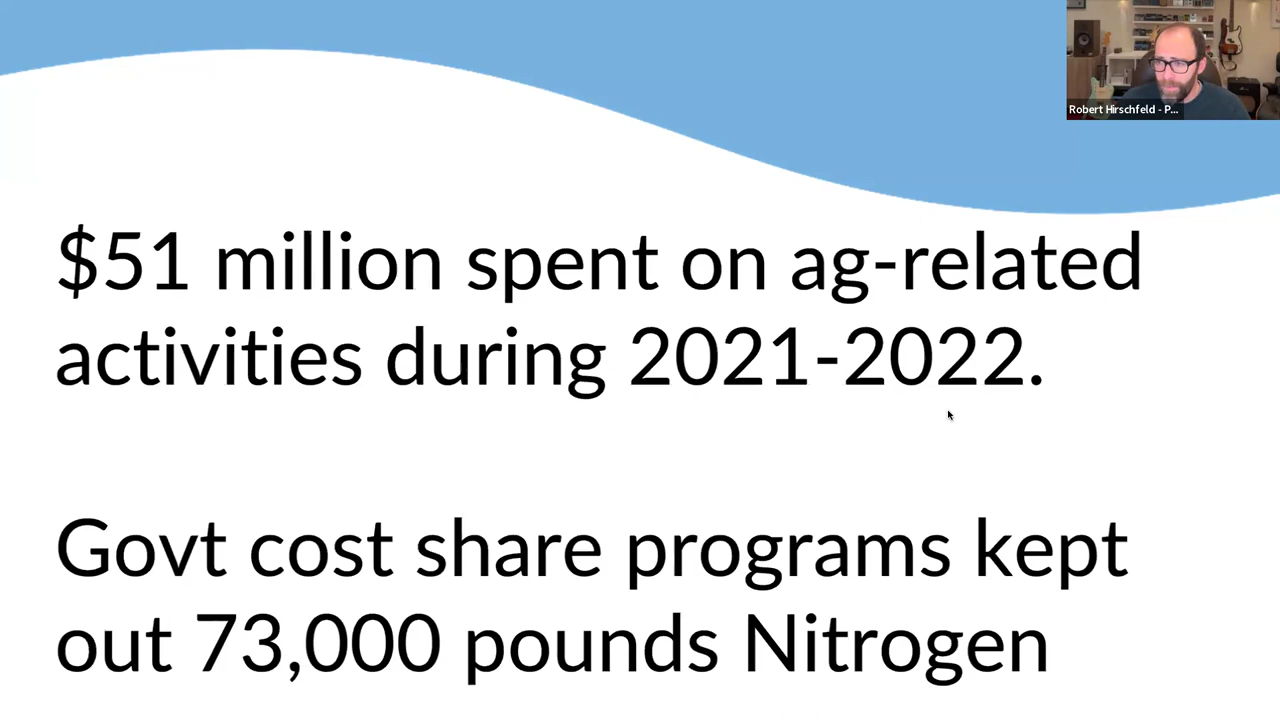 Robert Hirschfeld - P...
$51 million spent on ag-related
activities during 2021-2022.
Govt cost share programs kept
out 73,000 pounds Nitrogen